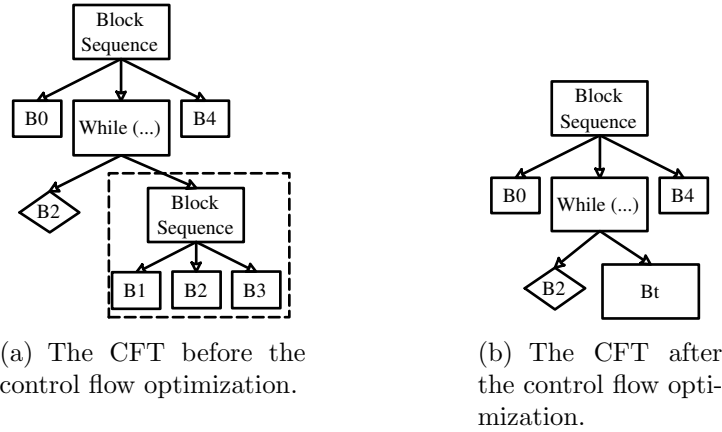 Block
Sequence
B0
While (...)
B4
B2
Block
Sequence
B1
B2
B3
(a) The CFT before the
control flow optimization.
Block
Sequence
B0
While (...)
B4
B2
Bt
(b) The CFT after
the control flow opti-
mization.